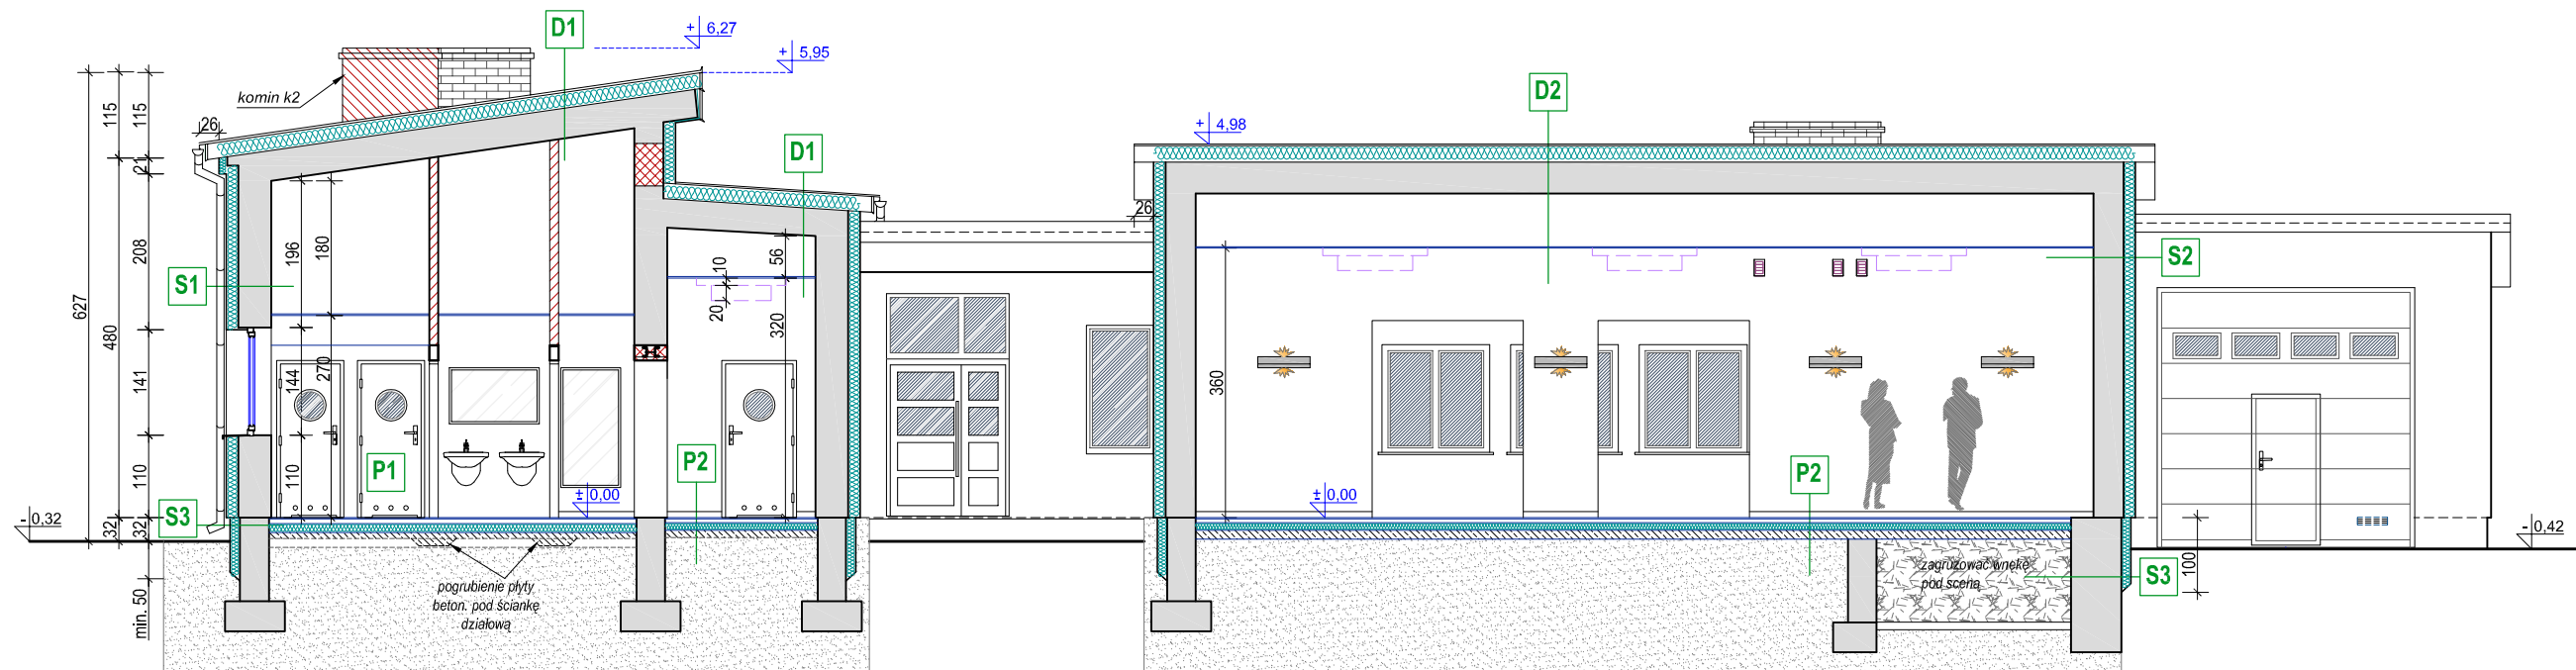 D1
+ 6,27
+ 5,95
komin k2
26
115
115
D1
D2
+ 4,98
26
21
208
196
180
S1
627
480
10
20
56
320
S2
141
144
270
360
110
110
P1
P2
P2
± 0,00
± 0,00
- 0,32
32
32
S3
- 0,42
100
S3
min. 50
pogrubienie płyty
beton. pod ściankę
działową
zagruzować wnękę
pod sceną